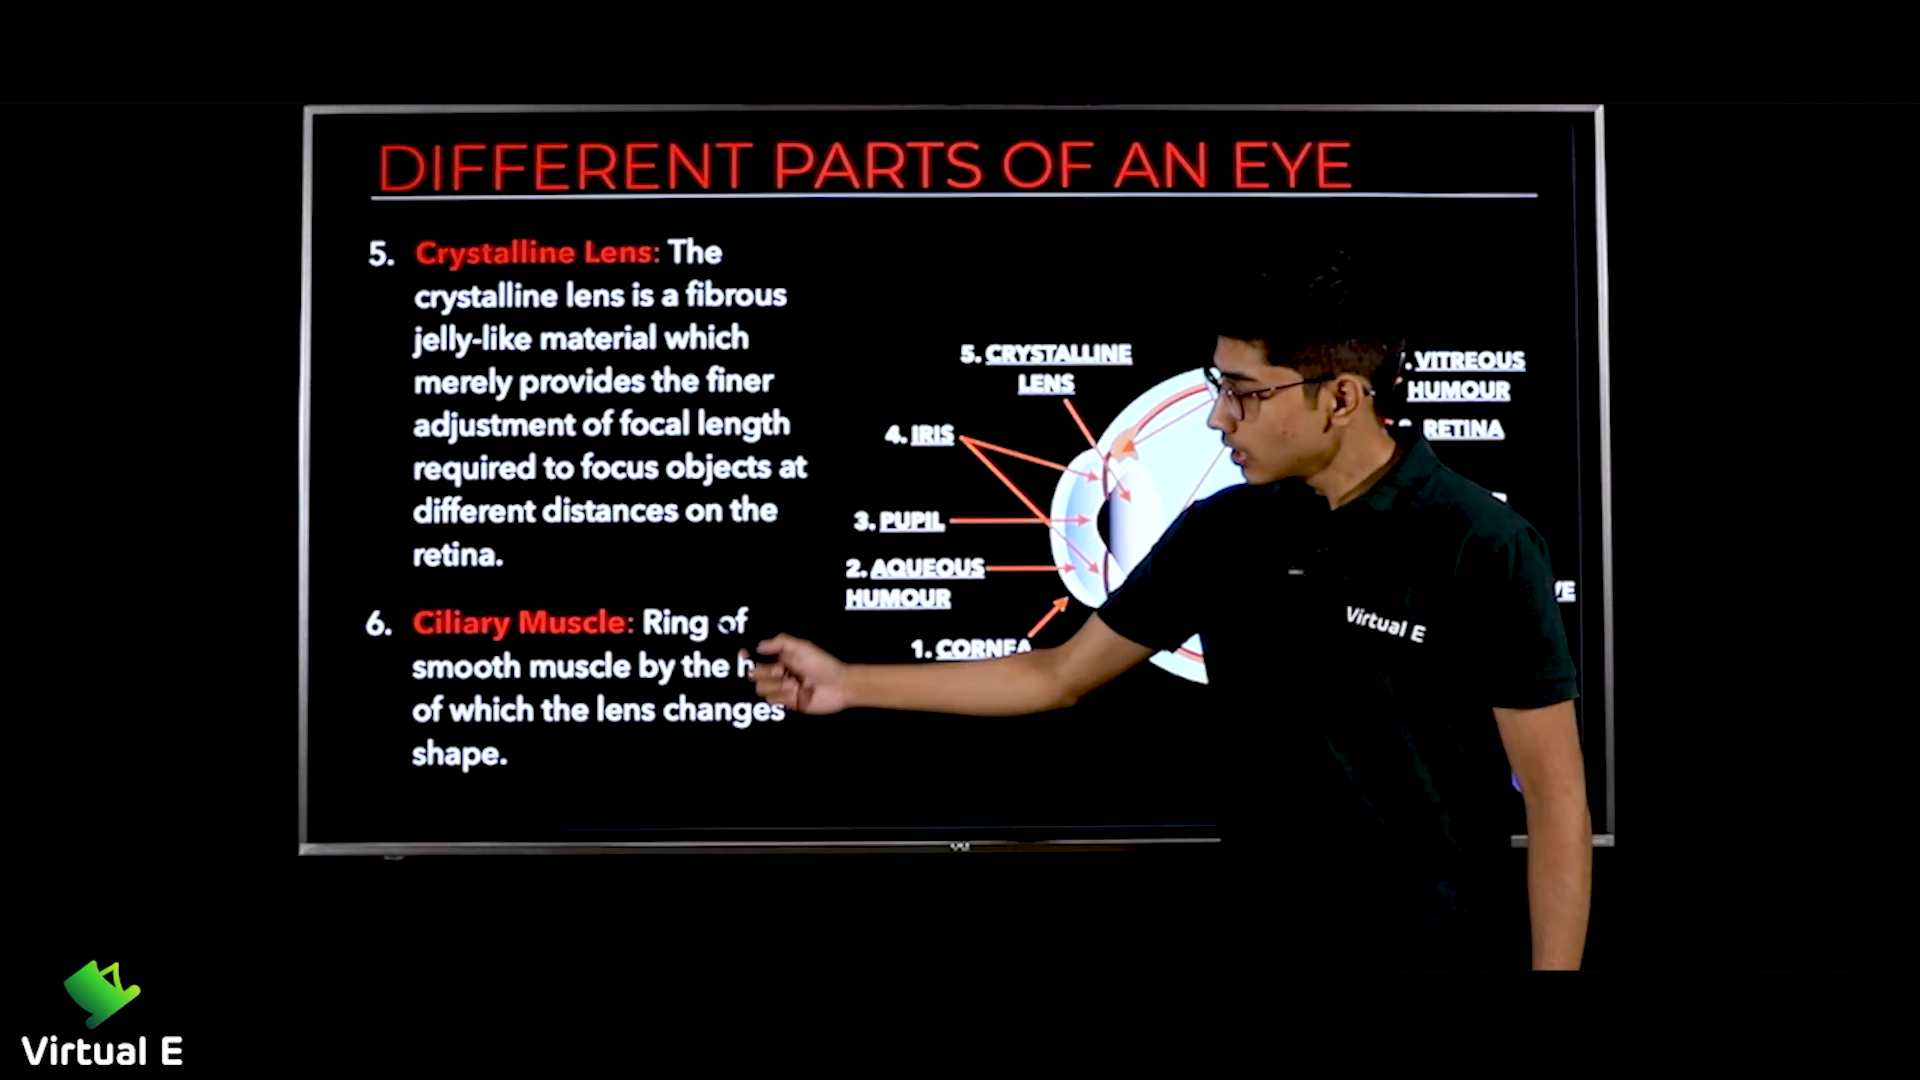 DIFFERENT PARTS OF AN EYE
5. Crystalline Lens: The
crystalline lens is a fibrous
jelly-like material which
merely provides the finer
adjustment of focal length
required to focus objects at
different distances on the
retina.
6. Ciliary Muscle: Ring of
smooth muscle by the
of which the lens changes
shape.
5. CRYSTALLINE
LENS
4. IRIS
3. PUPIL
2. AQUEOUS
HUMOUR
1. CORNEA
VITREOUS
HUMOUR
RETINA
Virtual E
Virtual E